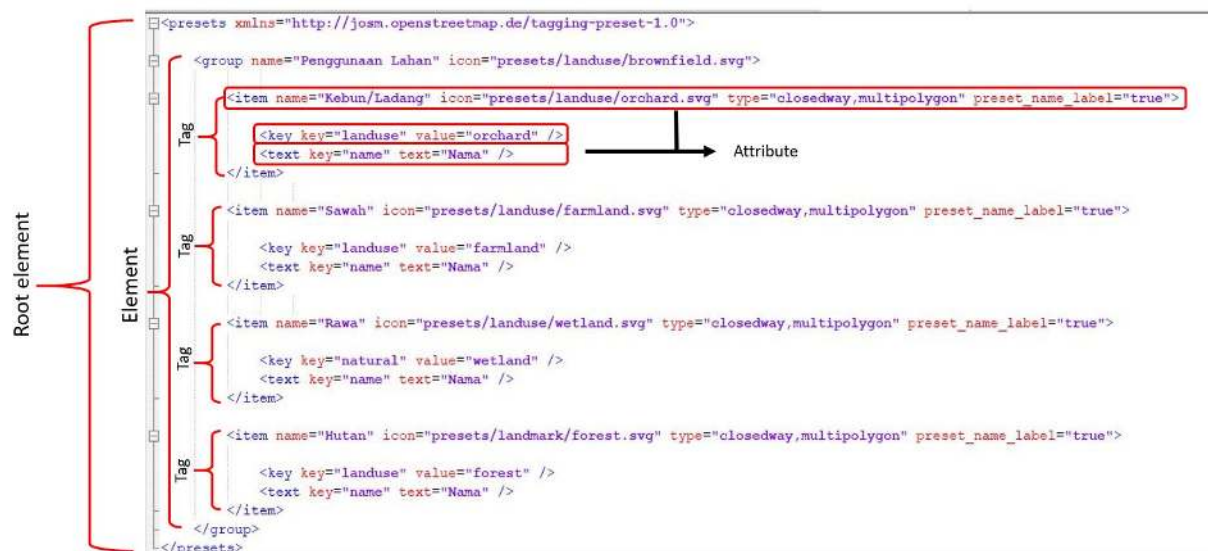 <presets xmlns="http://josm.openstreetmap.de/tagging-preset-1.0">
<group name="Penggunaan Lahan" icon="presets/landuse/brownfield.svg">
<item name="Kebun/Ladang" icon="presets/landuse/orchard.svg" type="closedway,multipolygon" preset_name_label="true">
<key key="landuse" value="orchard" />
<text key="name" text="Nama" />
</item>
<item name="Sawah" icon="presets/landuse/farmland.svg" type="closedway,multipolygon" preset_name_label="true">
<key key="landuse" value="farmland" />
<text key="name" text="Nama" />
</item>
<item name="Rawa" icon="presets/landuse/wetland.svg" type="closedway,multipolygon" preset_name_label="true">
<key key="natural" value="wetland" />
<text key="name" text="Nama" />
</item>
<item name="Hutan" icon="presets/landmark/forest.svg" type="closedway,multipolygon" preset_name_label="true">
<key key="landuse" value="forest" />
<text key="name" text="Nama" />
</item>
</group>
</presets>
Root element
Element
Tag
Tag
Tag
Tag
Attribute